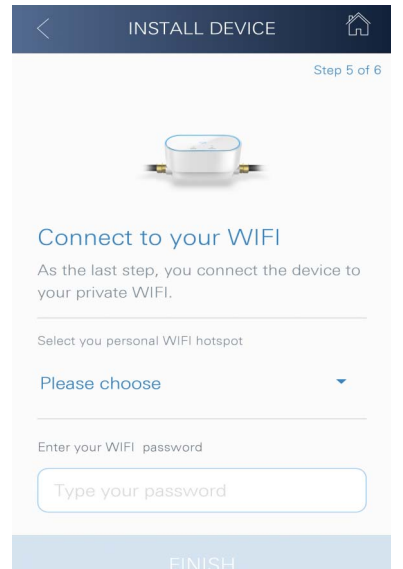 INSTALL DEVICE
Step 5 of 6
Connect to your WIFI
As the last step, you connect the device to
your private WIFI.
Select you personal WIFI hotspot
Please choose
Enter your WIFI password
Type your password
FINISH